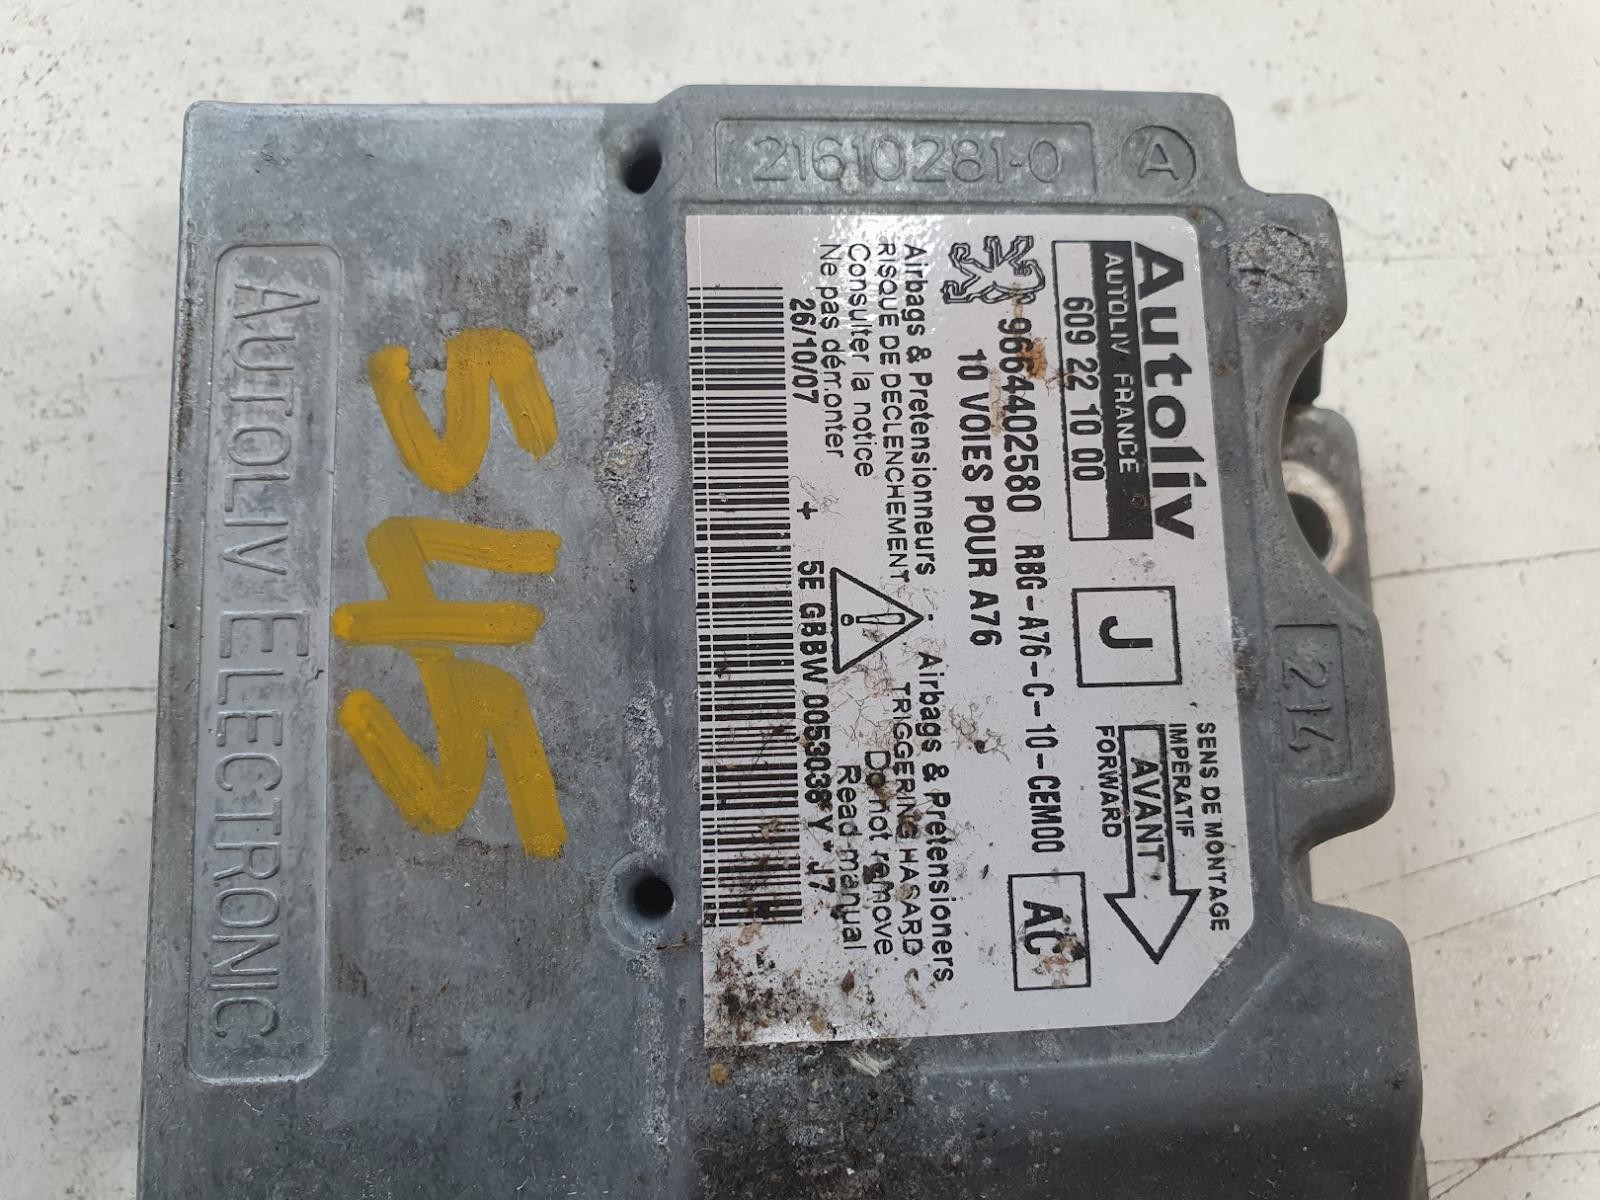 21610281-0 A
Autoliv
AUTOLIV FRANCE
609 22 10 00
J
SENS DE MONTAGE
IMPERATIF
AVANT
FORWARD
9664402580 RBG-A76-C-10-CEM00
AC
10 VOIES POUR A76
Airbags & Pretensionneurs - Airbags & Pretensioners
RISQUE DE DECLENCHEMENT TRIGGERING HASARD
Consulter la notice Do not remove
Ne pas démonter Read manual
26/10/07 + 5E GBBW 0053038 Y * J7
214
S45
AUTOLIV ELECTRONIC